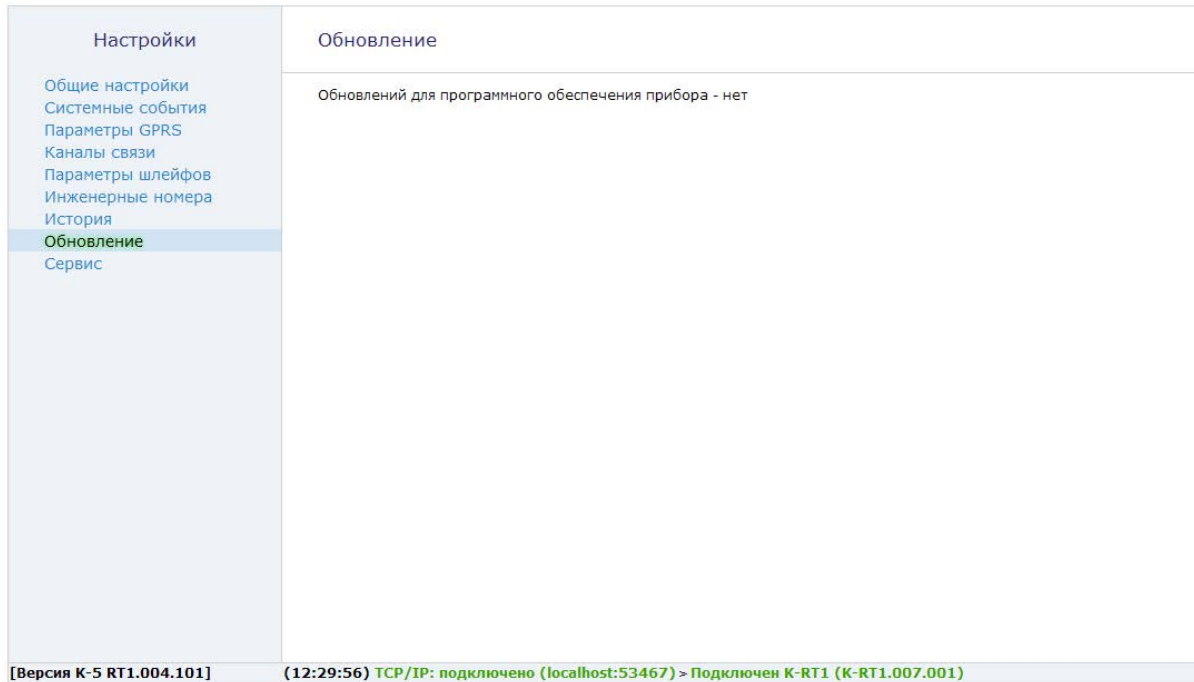 Настройки
Общие настройки
Системные события
Параметры GPRS
Каналы связи
Параметры шлейфов
Инженерные номера
История
Обновление
Сервис
Обновление
Обновлений для программного обеспечения прибора - нет
[Версия K-5 RT1.004.101] (12:29:56) TCP/IP: подключено (localhost:53467) > Подключен K-RT1 (K-RT1.007.001)